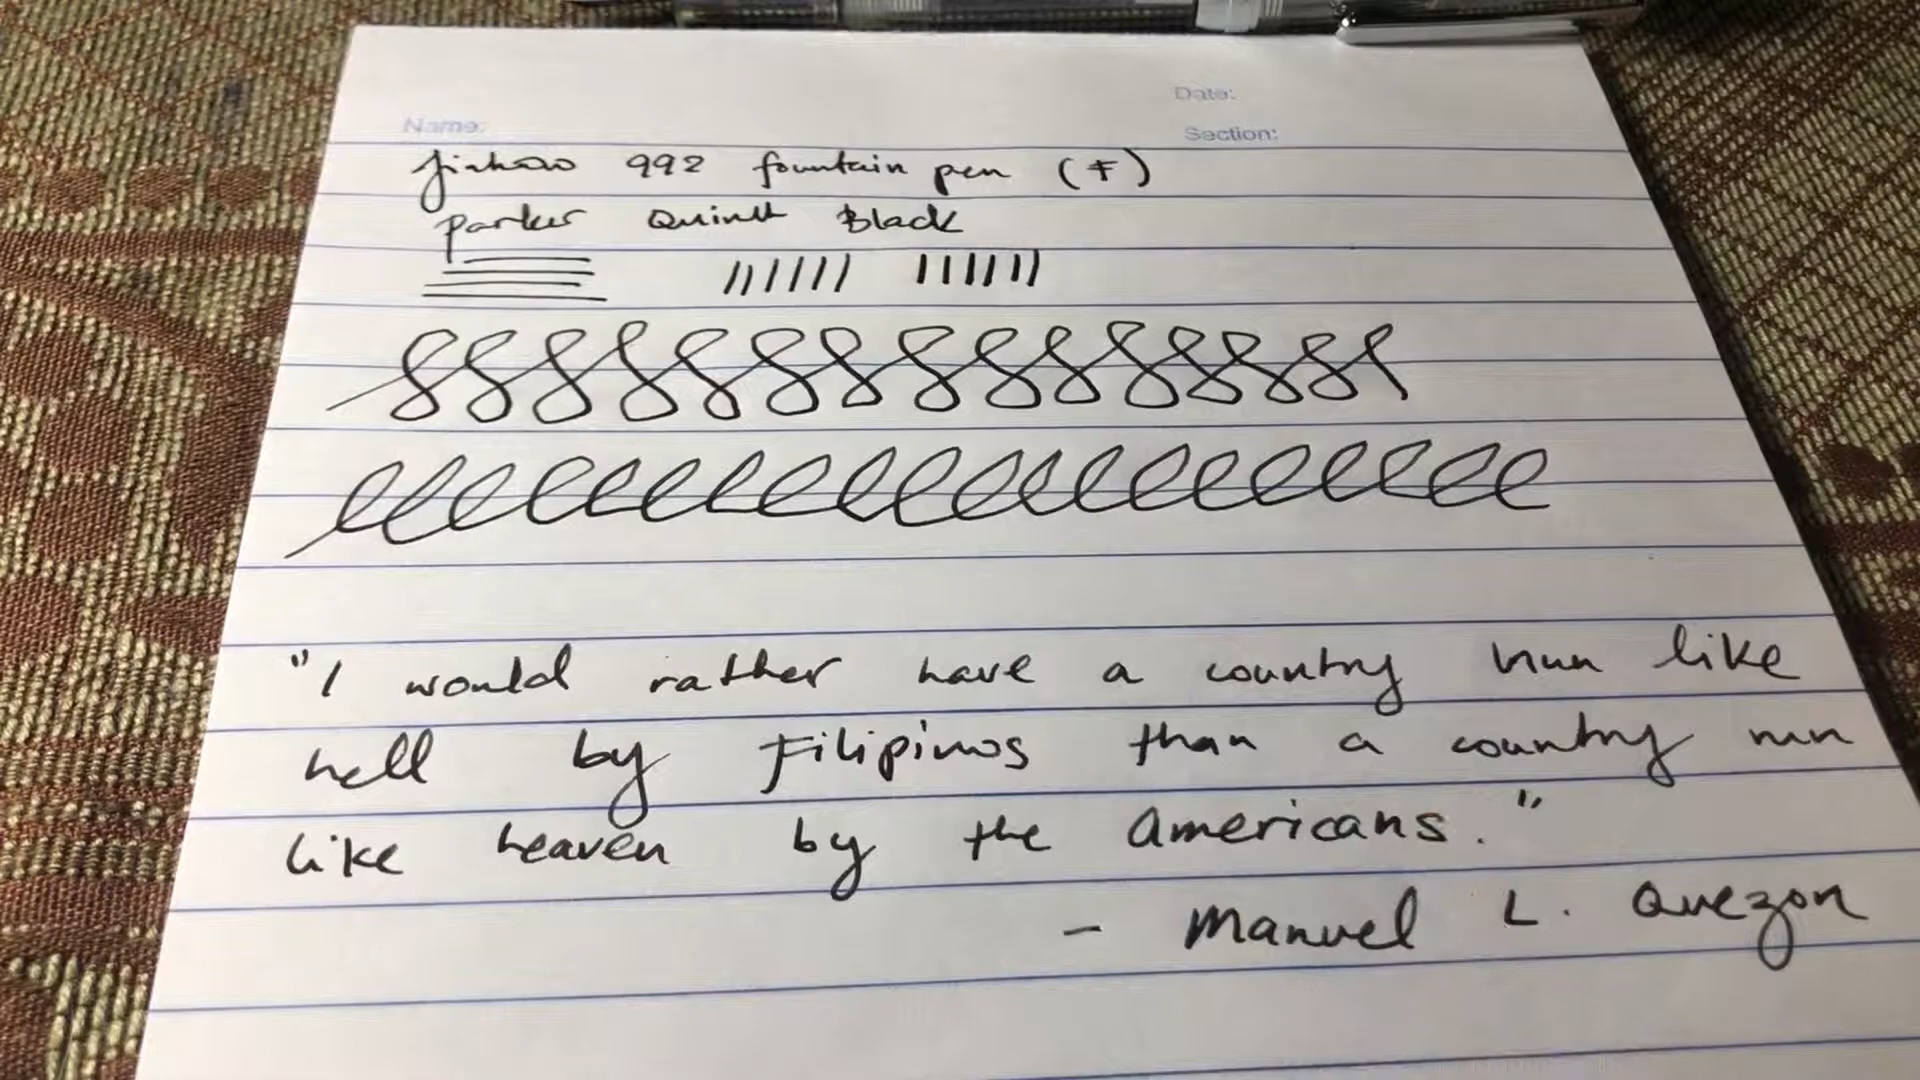 Date:
Name:
Section:
Jinhao 992 fountain pen (F)
Parker Quink Black
"I would rather have a country run like
hell by Filipinos than a country run
like heaven by the Americans."
- Manuel L. Quezon